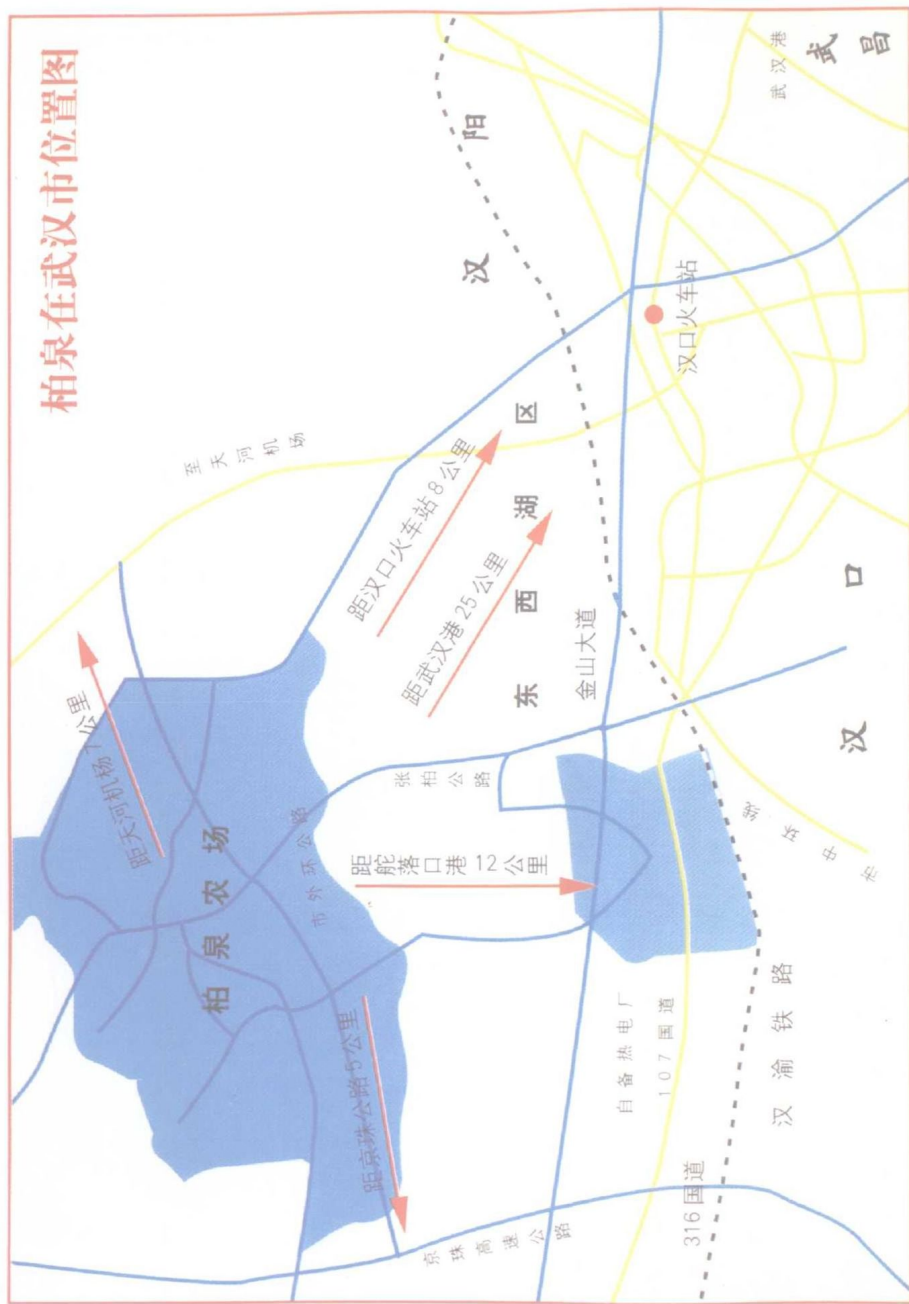 柏泉在武汉市位置图
至天河机场
距天河机杨7公里
柏泉农场
市外环公路
距京珠公路5公里
距汉口火车站8公里
距武汉港25公里
距舵落口港12公里
张柏公路
东西湖区
金山大道
汉阳
汉口火车站
武汉港
武昌
汉口
自备热电厂
107国道
汉渝铁路
316国道
京珠高速公路